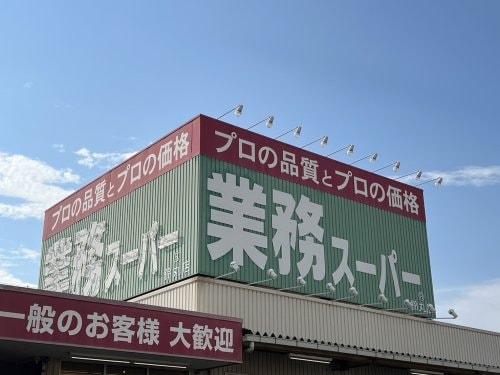 プロの品質とプロの価格
業務スーパー
プロの品質とプロの価格
業務スーパー
一般のお客様 大歓迎